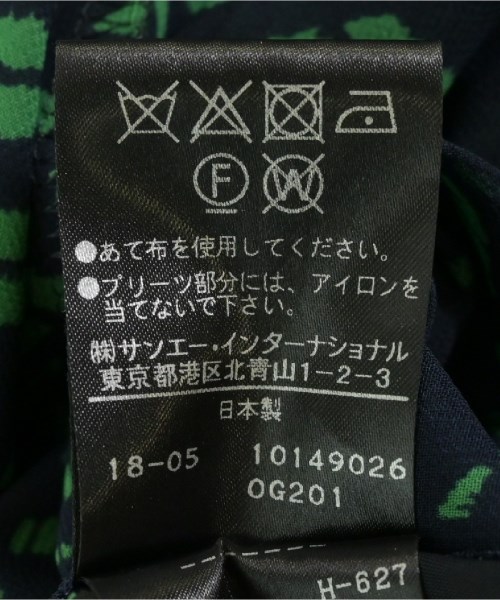 F W
●あて布を使用してください。
●プリーツ部分には、アイロンを
当てないで下さい。
㈱サンエー・インターナショナル
東京都港区北青山1-2-3
日本製
18-05 10149026
OG201
H-627